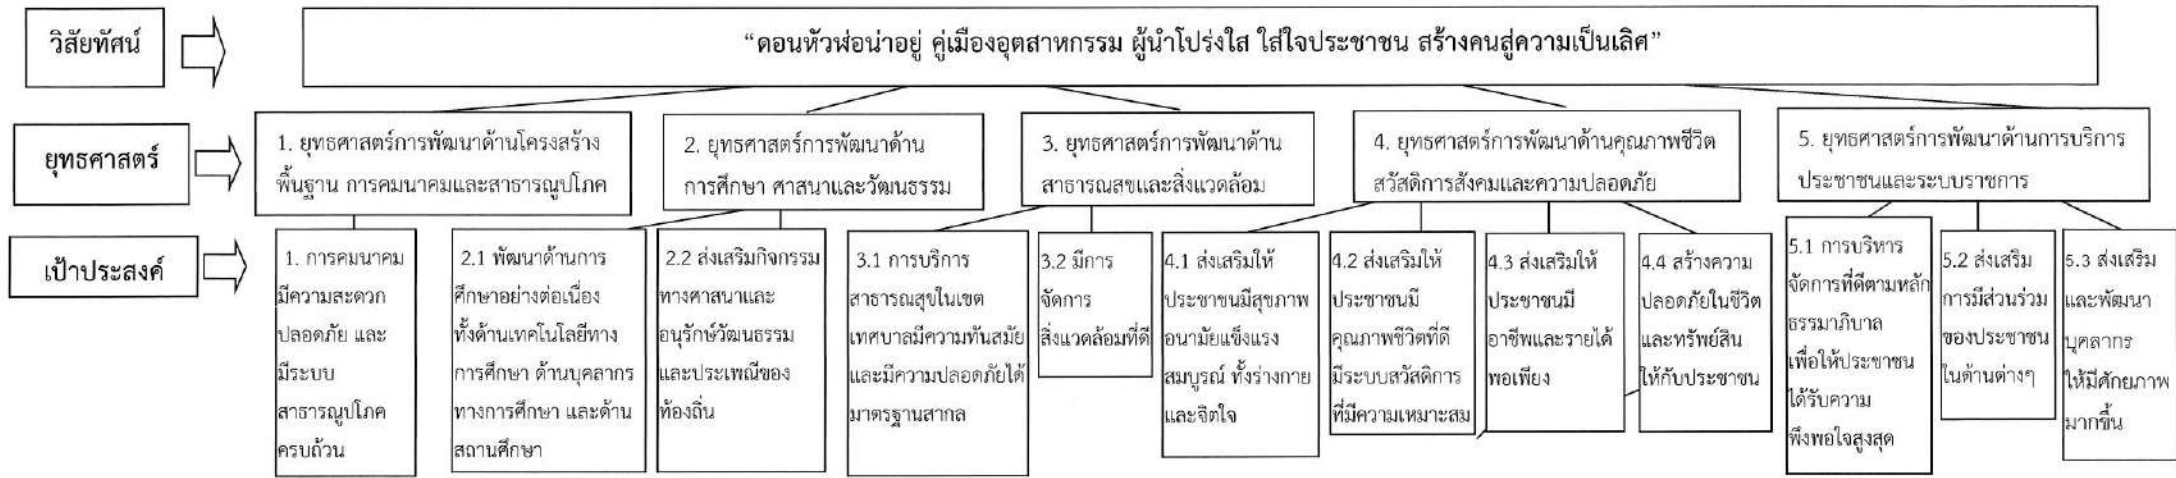 วิสัยทัศน์
“ดอนหัวฬ่อน่าอยู่ คู่เมืองอุตสาหกรรม ผู้นำโปร่งใส ใส่ใจประชาชน สร้างคนสู่ความเป็นเลิศ”
ยุทธศาสตร์
1. ยุทธศาสตร์การพัฒนาด้านโครงสร้าง
พื้นฐาน การคมนาคมและสาธารณูปโภค
2. ยุทธศาสตร์การพัฒนาด้าน
การศึกษา ศาสนาและวัฒนธรรม
3. ยุทธศาสตร์การพัฒนาด้าน
สาธารณสุขและสิ่งแวดล้อม
4. ยุทธศาสตร์การพัฒนาด้านคุณภาพชีวิต
สวัสดิการสังคมและความปลอดภัย
5. ยุทธศาสตร์การพัฒนาด้านการบริการ
ประชาชนและระบบราชการ
เป้าประสงค์
1. การคมนาคม
มีความสะดวก
ปลอดภัย และ
มีระบบ
สาธารณูปโภค
ครบถ้วน
2.1 พัฒนาด้านการ
ศึกษาอย่างต่อเนื่อง
ทั้งด้านเทคโนโลยีทาง
การศึกษา ด้านบุคลากร
ทางการศึกษา และด้าน
สถานศึกษา
2.2 ส่งเสริมกิจกรรม
ทางศาสนาและ
อนุรักษ์วัฒนธรรม
และประเพณีของ
ท้องถิ่น
3.1 การบริการ
สาธารณสุขในเขต
เทศบาลมีความทันสมัย
และมีความปลอดภัยได้
มาตรฐานสากล
3.2 มีการ
จัดการ
สิ่งแวดล้อมที่ดี
4.1 ส่งเสริมให้
ประชาชนมีสุขภาพ
อนามัยแข็งแรง
สมบูรณ์ ทั้งร่างกาย
และจิตใจ
4.2 ส่งเสริมให้
ประชาชนมี
คุณภาพชีวิตที่ดี
มีระบบสวัสดิการ
ที่มีความเหมาะสม
4.3 ส่งเสริมให้
ประชาชนมี
อาชีพและรายได้
พอเพียง
4.4 สร้างความ
ปลอดภัยในชีวิต
และทรัพย์สิน
ให้กับประชาชน
5.1 การบริหาร
จัดการที่ดีตามหลัก
ธรรมาภิบาล
เพื่อให้ประชาชน
ได้รับความ
พึงพอใจสูงสุด
5.2 ส่งเสริม
การมีส่วนร่วม
ของประชาชน
ในด้านต่างๆ
5.3 ส่งเสริม
และพัฒนา
บุคลากร
ให้มีศักยภาพ
มากขึ้น